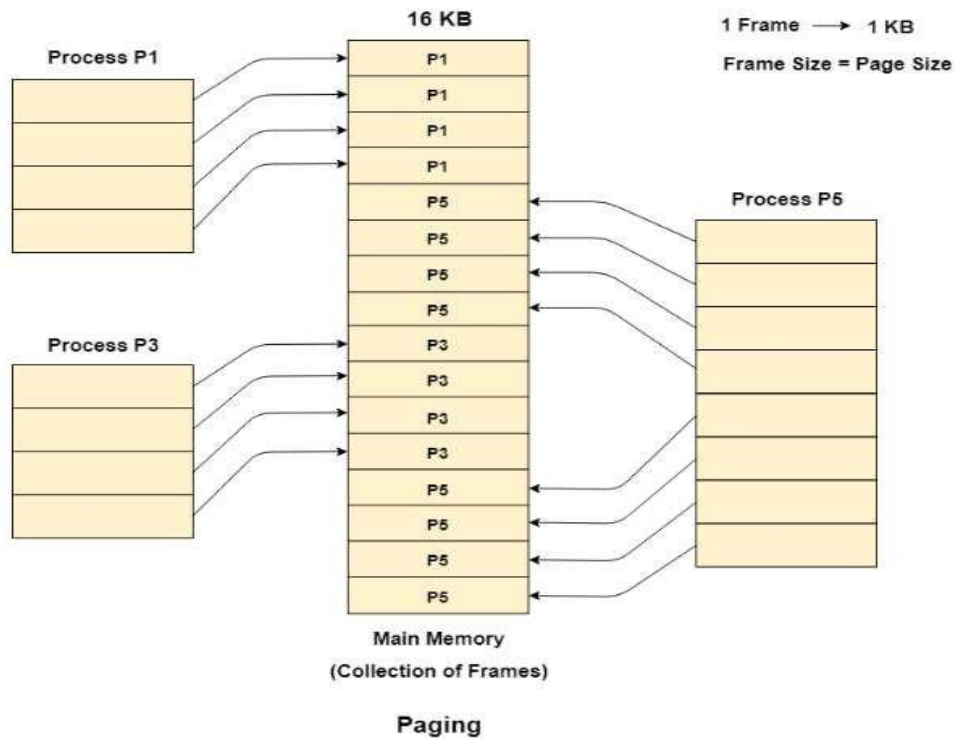 16 KB
1 Frame → 1 KB
Frame Size = Page Size
Process P1
P1
P1
P1
P1
P5
P5
P5
P5
P3
P3
P3
P3
P5
P5
P5
P5
Process P5
Process P3
Main Memory
(Collection of Frames)
Paging